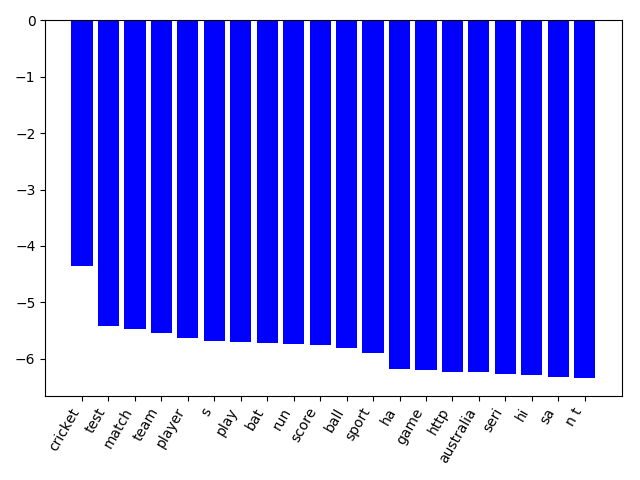 0
−1
−2
−3
−4
−5
−6
cricket
test
match
team
player
s
play
bat
run
score
ball
sport
ha
game
http
australia
seri
hi
sa
n t